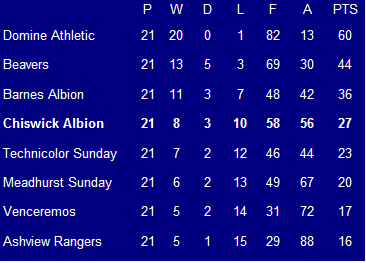 P W D L F A PTS
Domine Athletic 21 20 0 1 82 13 60
Beavers 21 13 5 3 69 30 44
Barnes Albion 21 11 3 7 48 42 36
Chiswick Albion 21 8 3 10 58 56 27
Technicolor Sunday 21 7 2 12 46 44 23
Meadhurst Sunday 21 6 2 13 49 67 20
Venceremos 21 5 2 14 31 72 17
Ashview Rangers 21 5 1 15 29 88 16